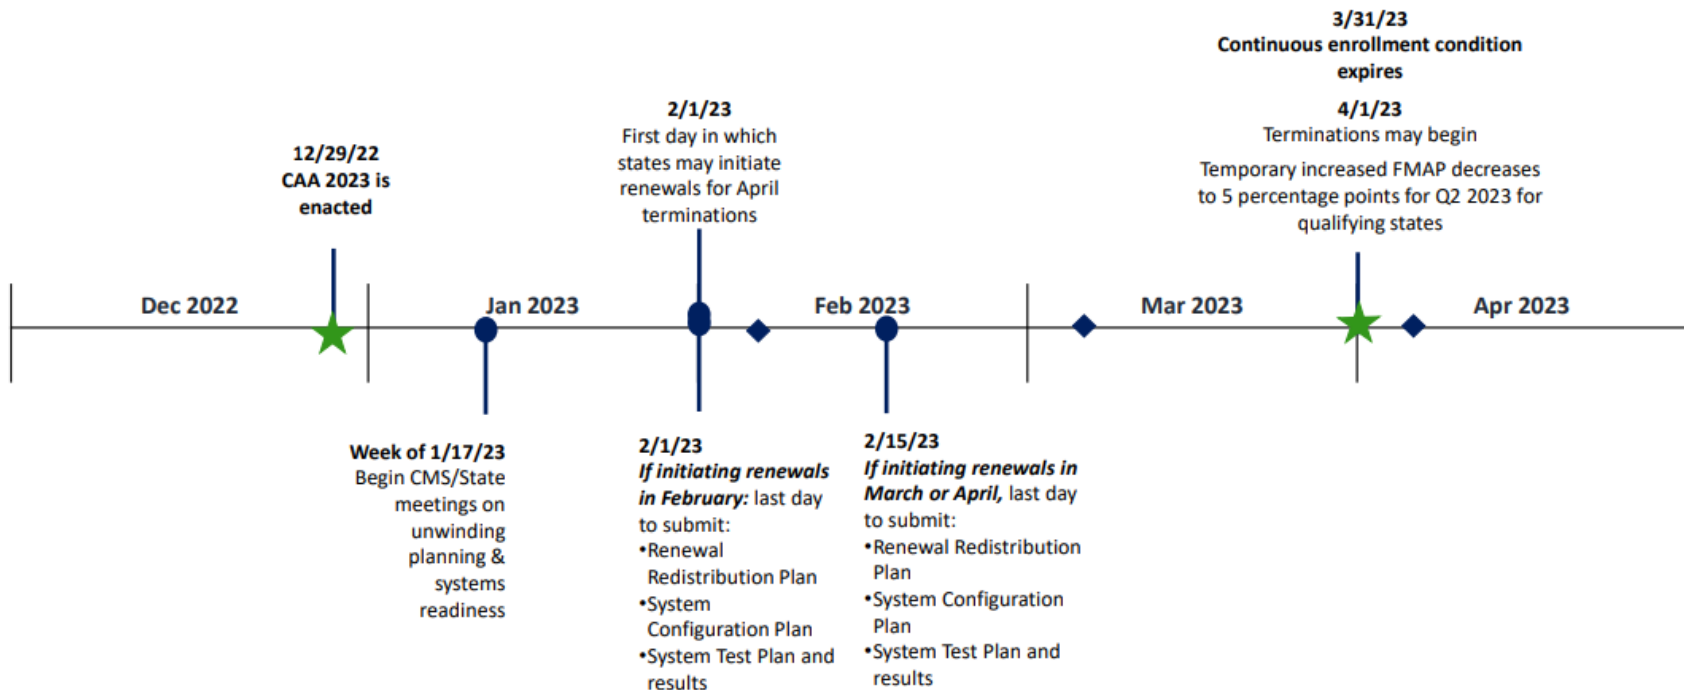 3/31/23
Continuous enrollment condition
expires
4/1/23
Terminations may begin
Temporary increased FMAP decreases
to 5 percentage points for Q2 2023 for
qualifying states
2/1/23
First day in which
states may initiate
renewals for April
terminations
12/29/22
CAA 2023 is
enacted
Dec 2022
Jan 2023
Feb 2023
Mar 2023
Apr 2023
Week of 1/17/23
Begin CMS/State
meetings on
unwinding
planning &
systems
readiness
2/1/23
If initiating renewals
in February: last day
to submit:
•Renewal
Redistribution Plan
•System
Configuration Plan
•System Test Plan and
results
2/15/23
If initiating renewals in
March or April, last day
to submit:
•Renewal Redistribution
Plan
•System Configuration
Plan
•System Test Plan and
results